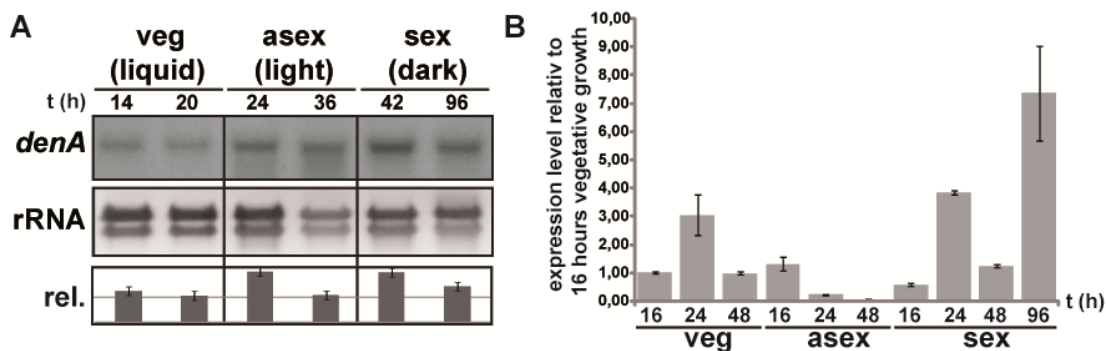 A
veg asex sex
(liquid) (light) (dark)
t (h) 14 20 24 36 42 96
denA
rRNA
rel.
B
expression level relativ to
16 hours vegetative growth
10,00
9,00
8,00
7,00
6,00
5,00
4,00
3,00
2,00
1,00
0,00
16 24 48 16 24 48 16 24 48 96 t (h)
veg asex sex